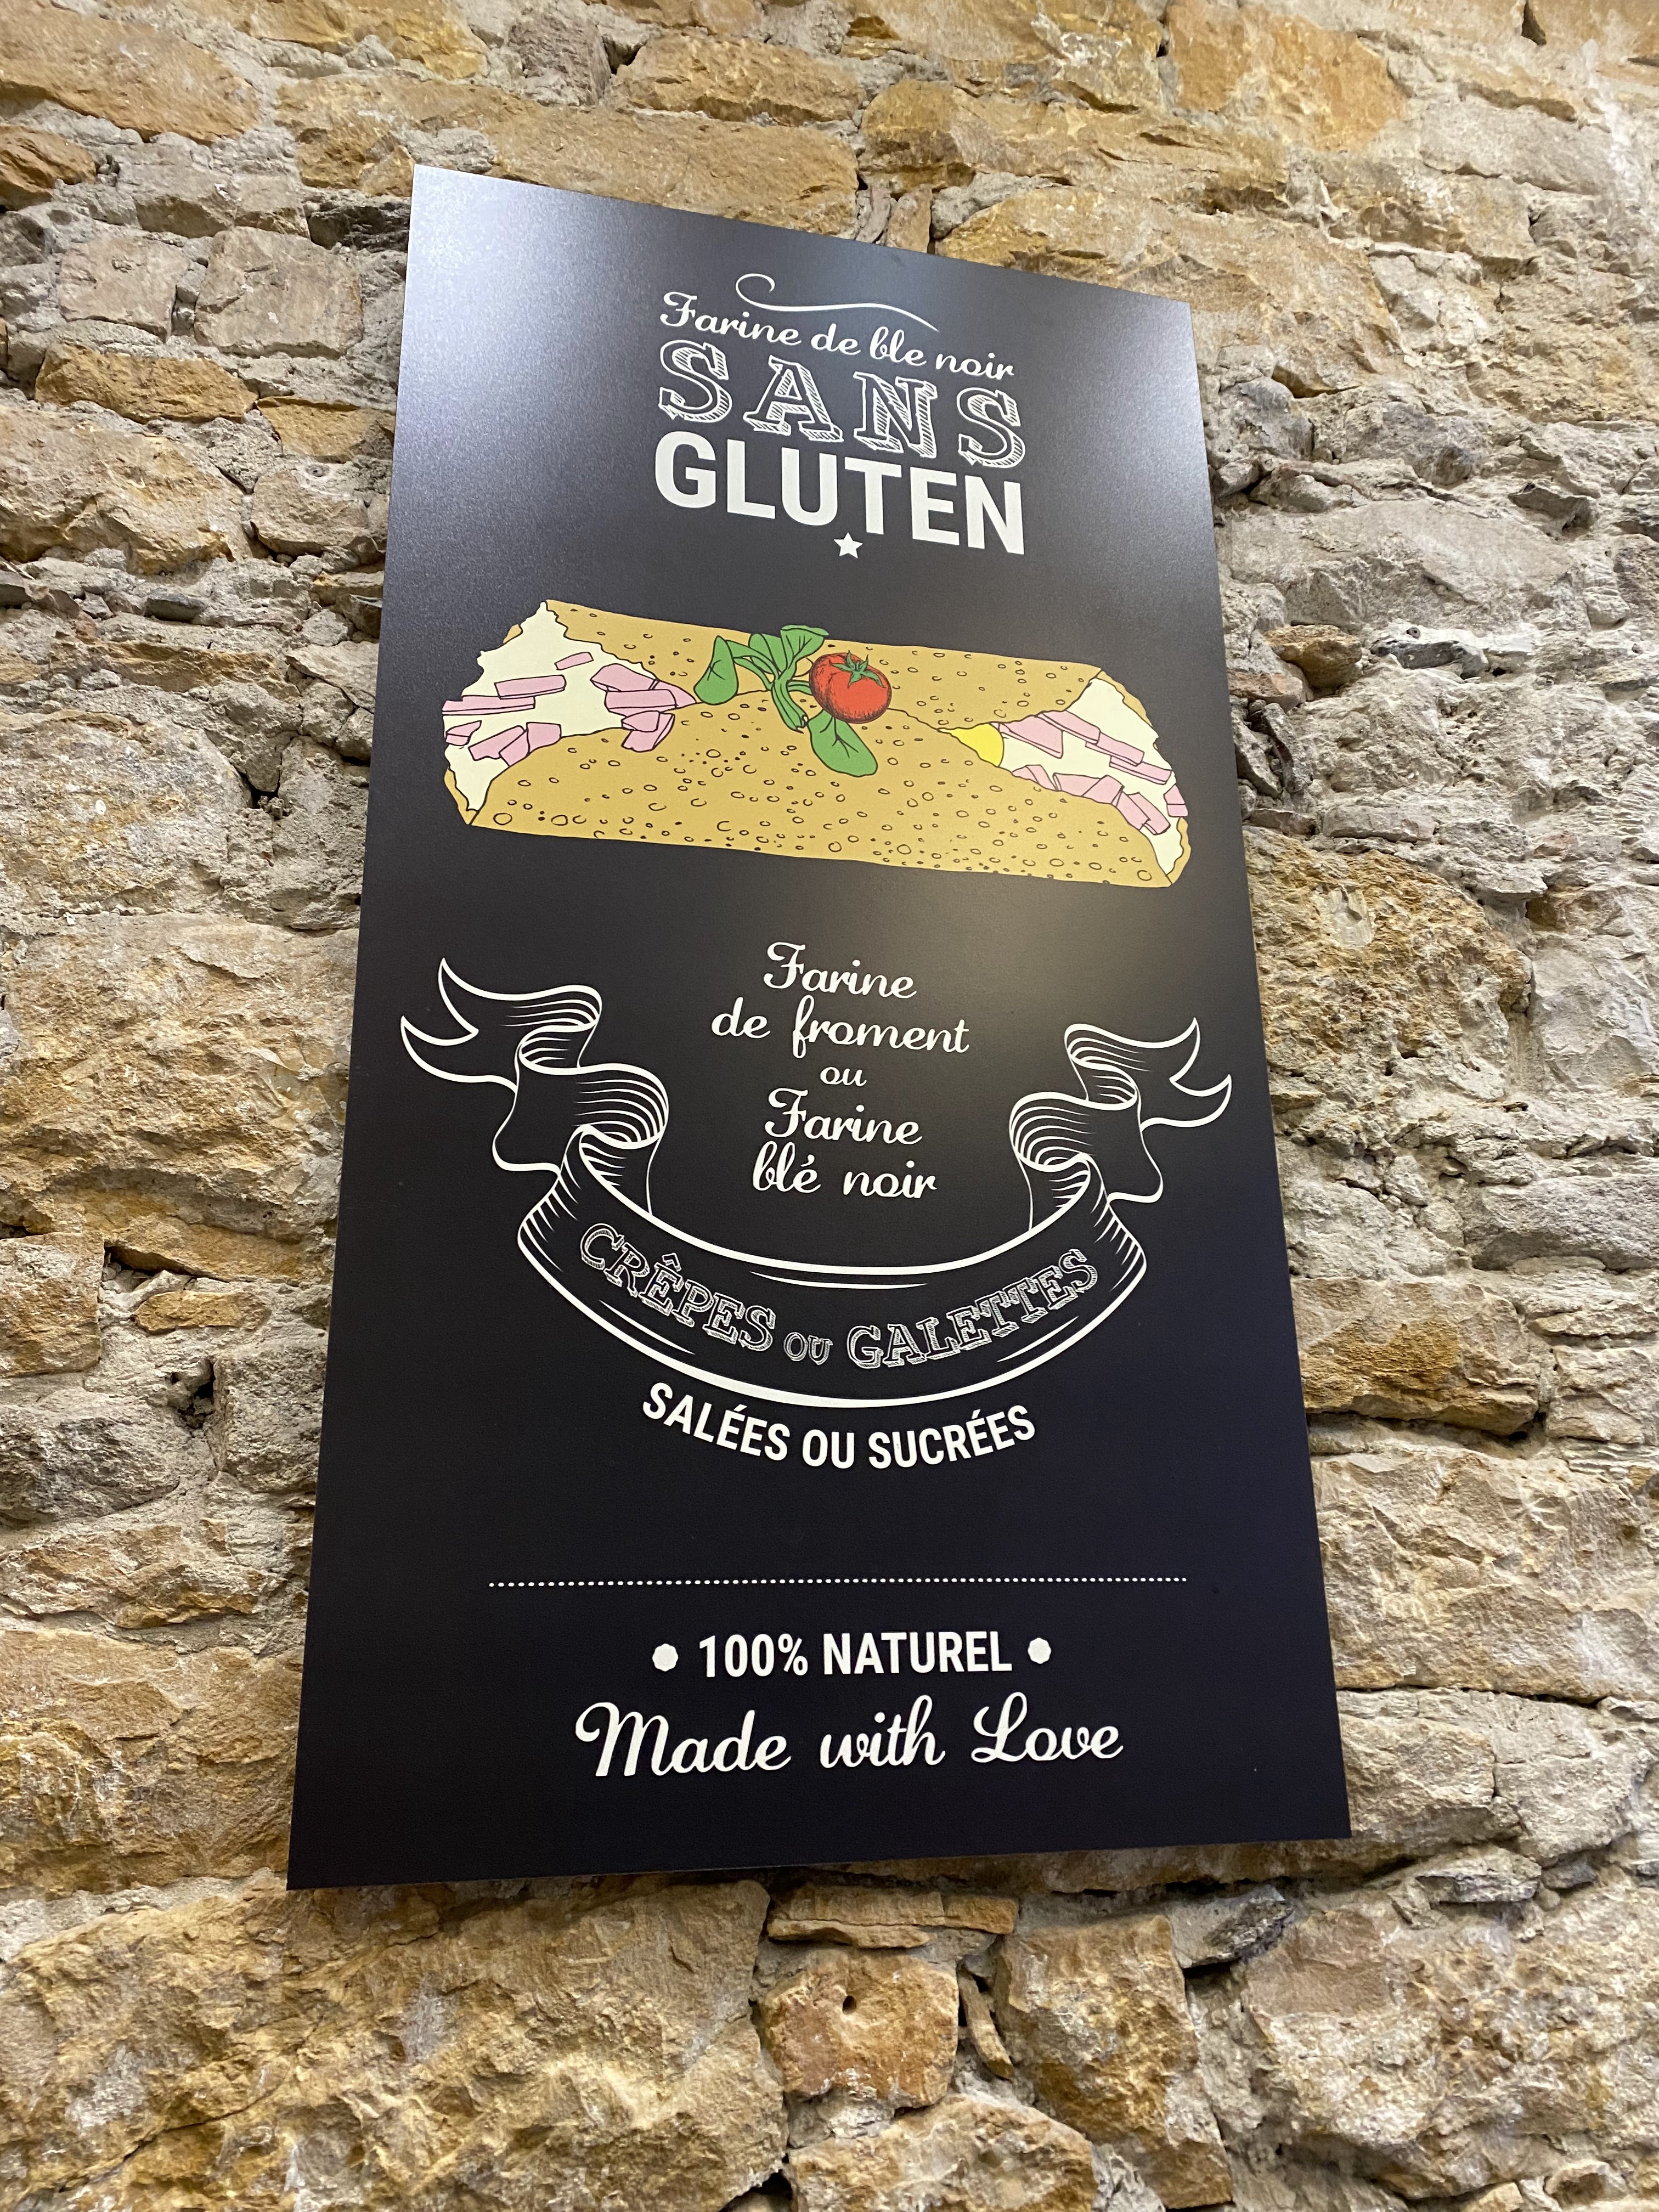 Farine de ble noir
SANS
GLUTEN
Farine
de froment
ou
Farine
blé noir
CRÊPES OU GALETTES
SALÉES OU SUCRÉES
100% NATUREL
Made with Love